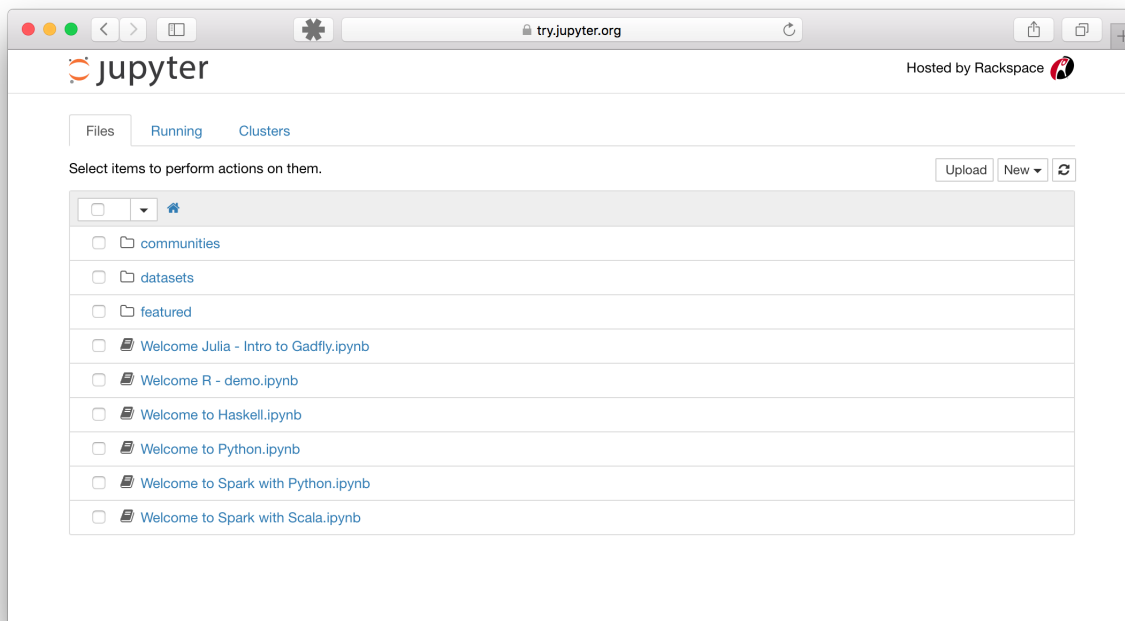 try.jupyter.org
jupyter
Hosted by Rackspace
Files Running Clusters
Select items to perform actions on them.
Upload New
communities
datasets
featured
Welcome Julia - Intro to Gadfly.ipynb
Welcome R - demo.ipynb
Welcome to Haskell.ipynb
Welcome to Python.ipynb
Welcome to Spark with Python.ipynb
Welcome to Spark with Scala.ipynb